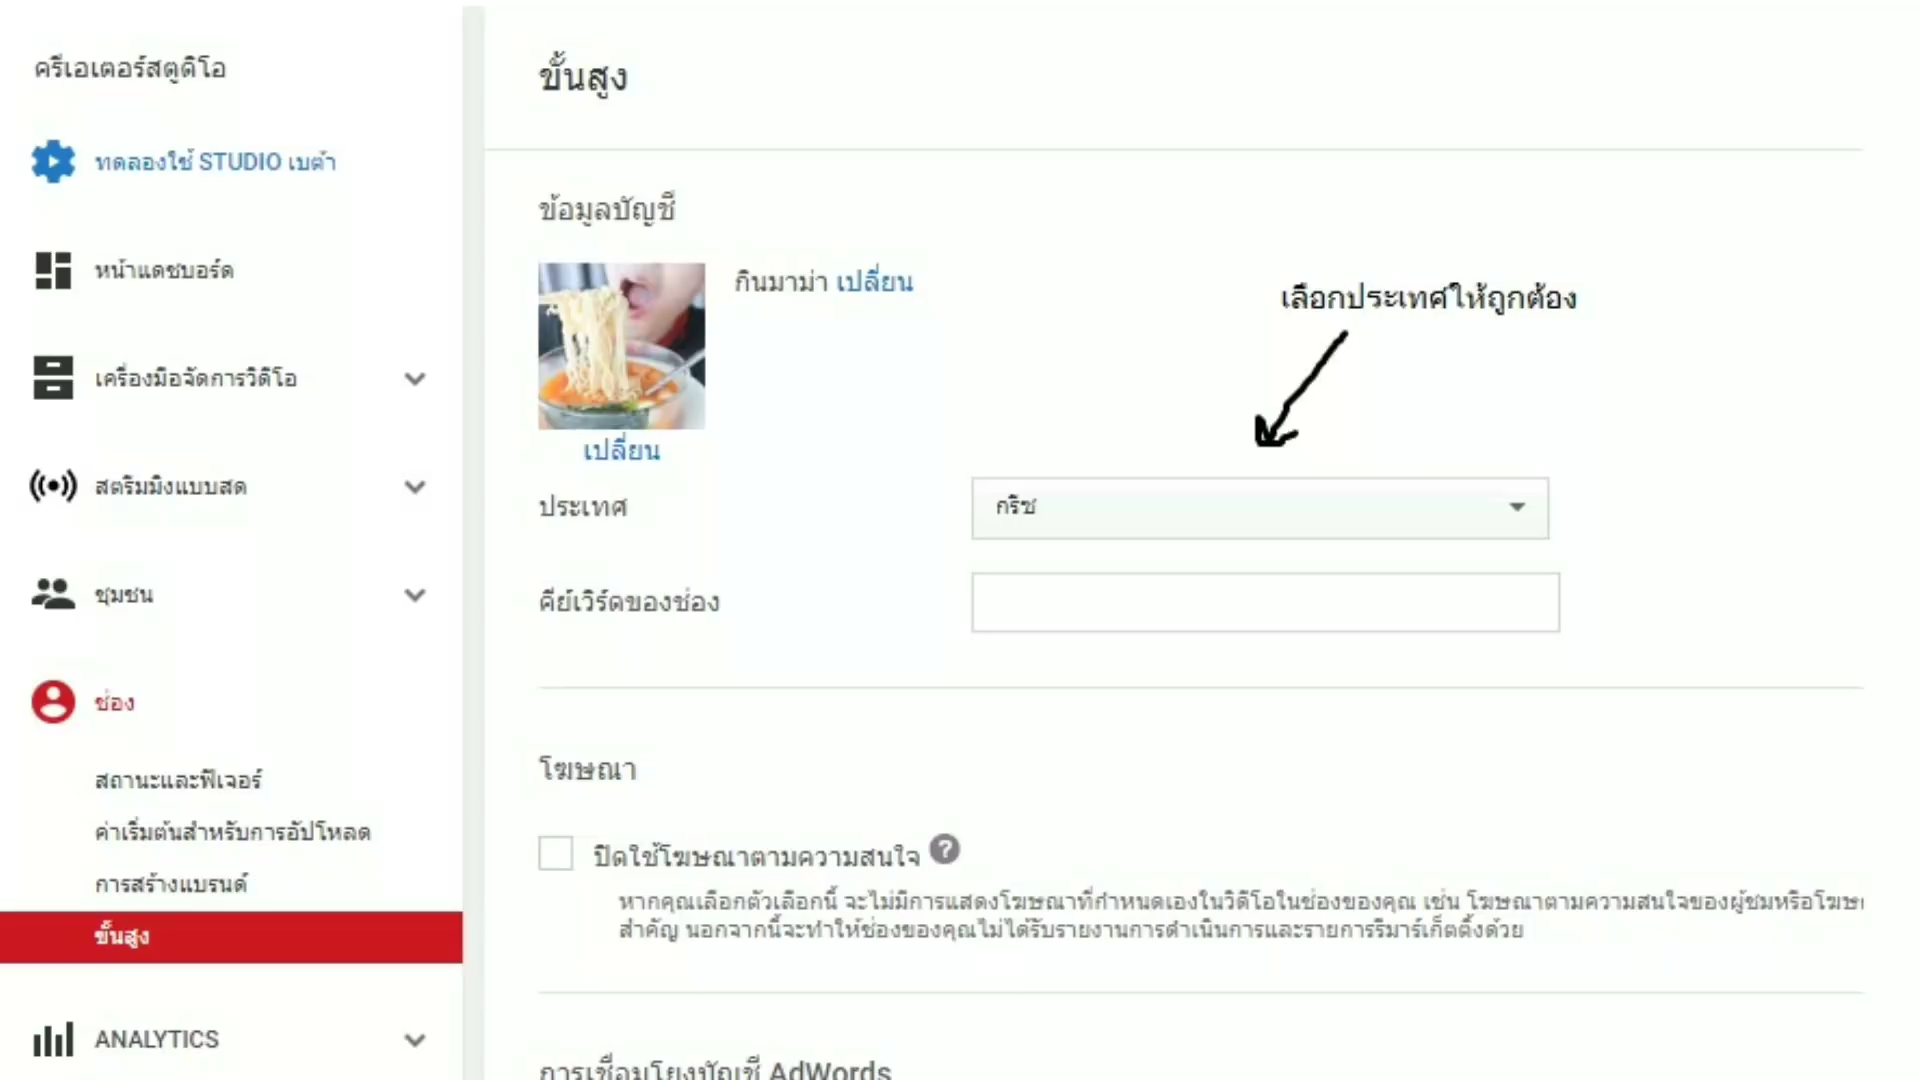 ครีเอเตอร์สตูดิโอ
ทดลองใช้ STUDIO เบต้า
หน้าแดชบอร์ด
เครื่องมือจัดการวิดีโอ
สตรีมมิงแบบสด
ชุมชน
ช่อง
สถานะและฟีเจอร์
ค่าเริ่มต้นสำหรับการอัปโหลด
การสร้างแบรนด์
ขั้นสูง
ANALYTICS
ขั้นสูง
ข้อมูลบัญชี
กินมาม่า เปลี่ยน
เปลี่ยน
เลือกประเทศให้ถูกต้อง
ประเทศ
กรีซ
คีย์เวิร์ดของช่อง
โฆษณา
ปิดใช้โฆษณาตามความสนใจ
หากคุณเลือกตัวเลือกนี้ จะไม่มีการแสดงโฆษณาที่กำหนดเองในวิดีโอในช่องของคุณ เช่น โฆษณาตามความสนใจของผู้ชมหรือ
สำคัญ นอกจากนี้จะทำให้ช่องของคุณไม่ได้รับรายงานการดำเนินการและรายการรีมาร์เก็ตติ้งด้วย
การเชื่อมโยงบัญชี AdWords